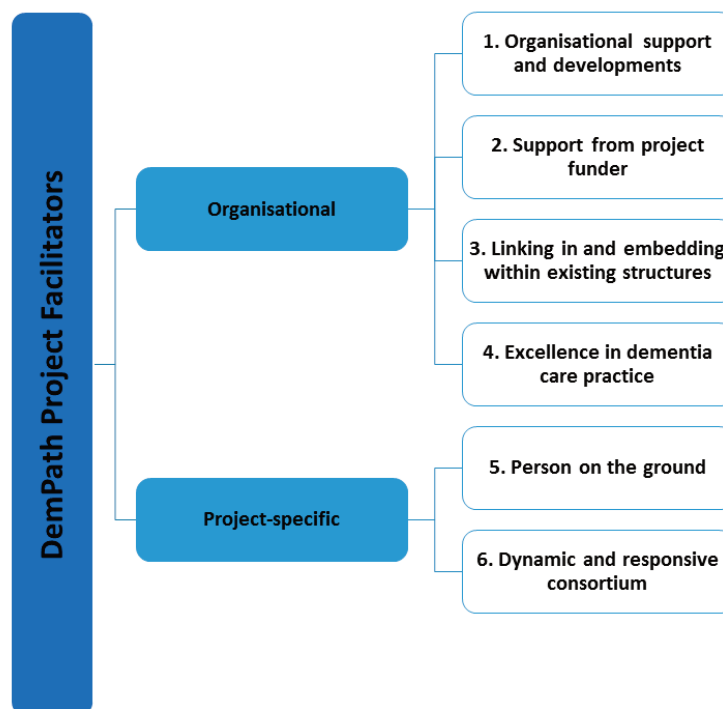 DemPath Project Facilitators
Organisational
1. Organisational support
and developments
2. Support from project
funder
3. Linking in and embedding
within existing structures
4. Excellence in dementia
care practice
Project-specific
5. Person on the ground
6. Dynamic and responsive
consortium